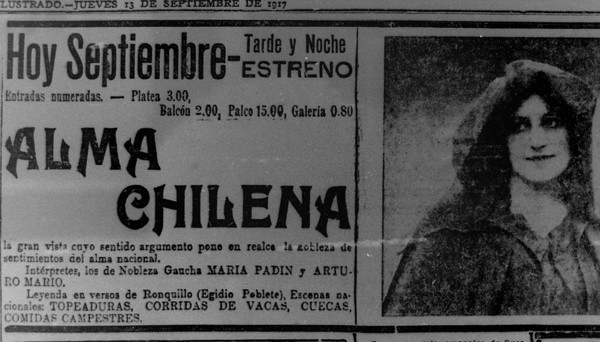 LUSTRADO.—JUEVES 13 DE SEPTIEMBRE DE 1917
Hoy Septiembre- Tarde y Noche
ESTRENO
Entradas numeradas. — Platea 3.00,
Balcón 2.00, Palco 15.00, Galería 0.80
ALMA
CHILENA
la gran vista cuyo sentido argumento pone en realce la nobleza de
sentimientos del alma nacional.
Intérpretes, los de Nobleza Gaucha MARIA PADIN y ARTU-
RO MARIO.
Leyenda en versos de Ronquillo (Egidio Poblete), Escenas na-
cionales: TOPEADURAS, CORRIDAS DE VACAS, CUECAS,
COMIDAS CAMPESTRES.